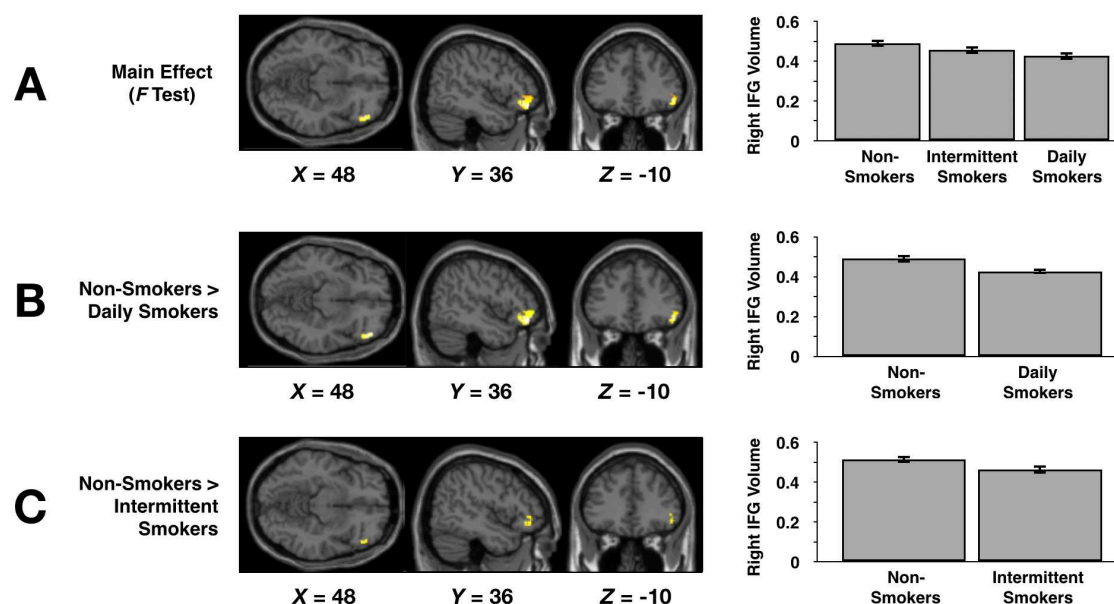 A
Main Effect
(F Test)
X = 48
Y = 36
Z = -10
Right IFG Volume
0.6
0.4
0.2
0
Non-
Smokers
Intermittent
Smokers
Daily
Smokers
B
Non-Smokers >
Daily Smokers
X = 48
Y = 36
Z = -10
Right IFG Volume
0.6
0.4
0.2
0
Non-
Smokers
Daily
Smokers
C
Non-Smokers >
Intermittent
Smokers
X = 48
Y = 36
Z = -10
Right IFG Volume
0.6
0.4
0.2
0
Non-
Smokers
Intermittent
Smokers